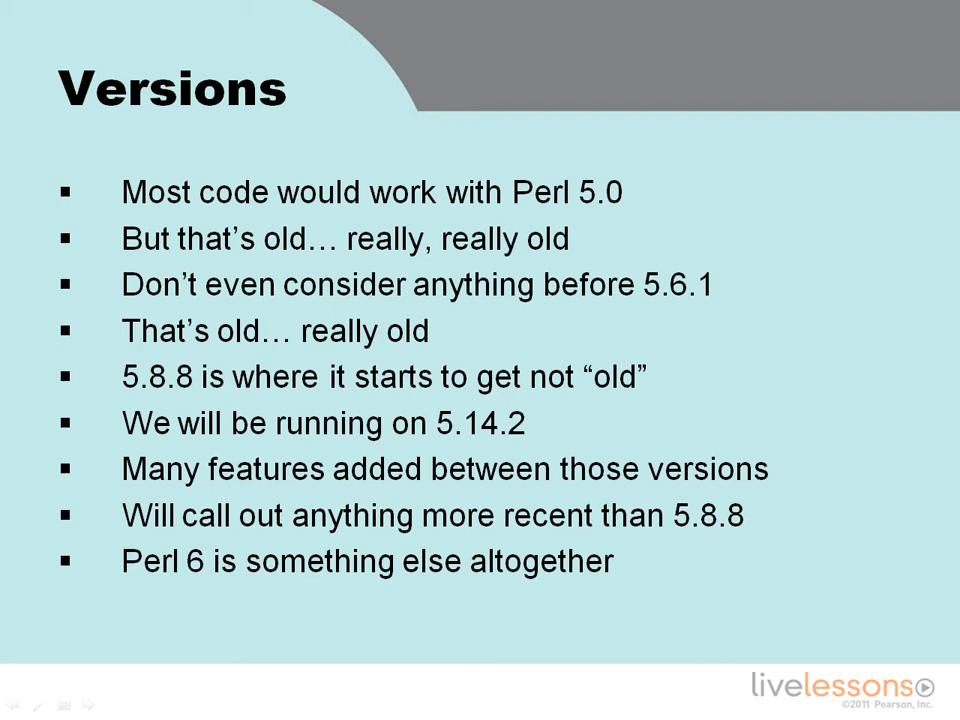 Versions
▪ Most code would work with Perl 5.0
▪ But that’s old… really, really old
▪ Don’t even consider anything before 5.6.1
▪ That’s old… really old
▪ 5.8.8 is where it starts to get not “old”
▪ We will be running on 5.14.2
▪ Many features added between those versions
▪ Will call out anything more recent than 5.8.8
▪ Perl 6 is something else altogether
livelessons
©2011 Pearson, Inc.